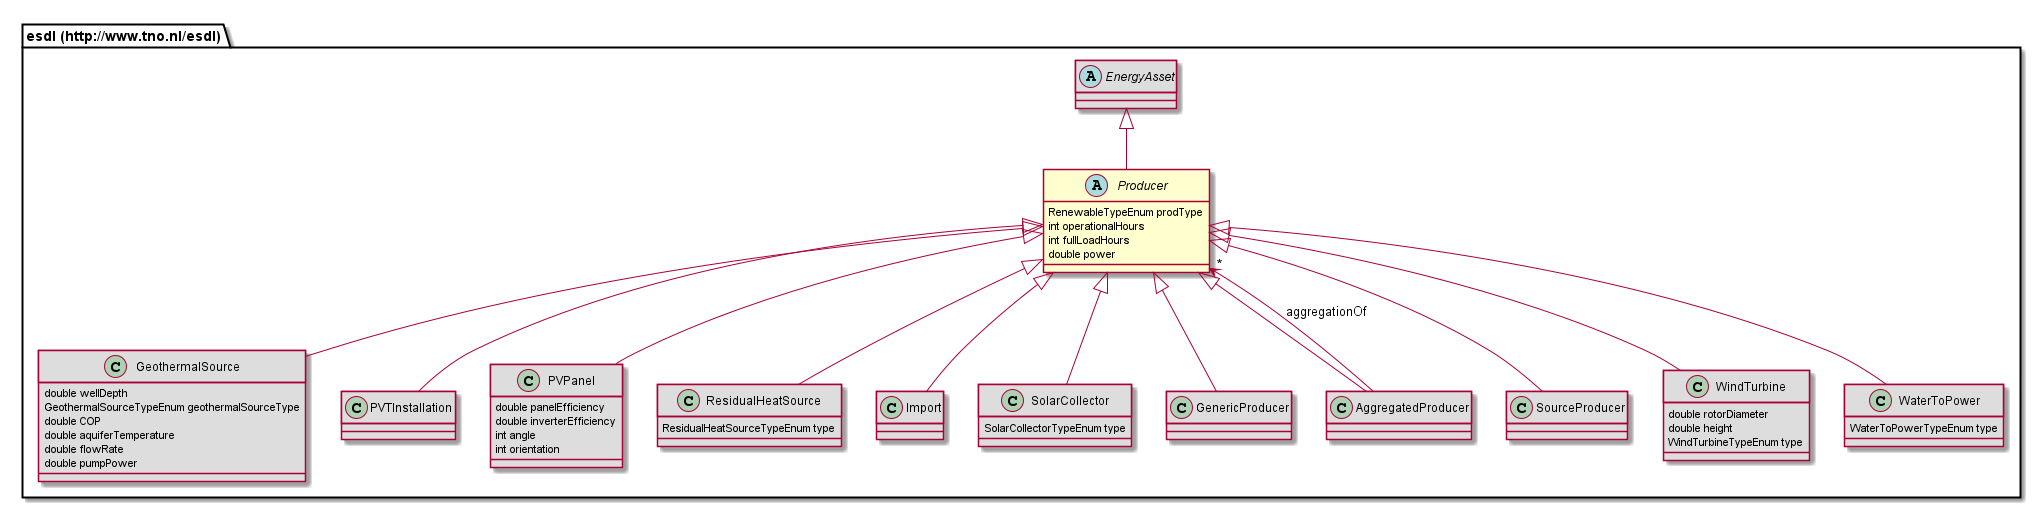 esdl (http://www.tno.nl/esdl)
A EnergyAsset
A Producer
RenewableTypeEnum prodType
int operationalHours
int fullLoadHours
double power
*
aggregationOf
C GeothermalSource
double wellDepth
GeothermalSourceTypeEnum geothermalSourceType
double COP
double aquiferTemperature
double flowRate
double pumpPower
C PVTInstallation
C PVPanel
double panelEfficiency
double inverterEfficiency
int angle
int orientation
C ResidualHeatSource
ResidualHeatSourceTypeEnum type
C Import
C SolarCollector
SolarCollectorTypeEnum type
C GenericProducer
C AggregatedProducer
C SourceProducer
C WindTurbine
double rotorDiameter
double height
WindTurbineTypeEnum type
C WaterToPower
WaterToPowerTypeEnum type